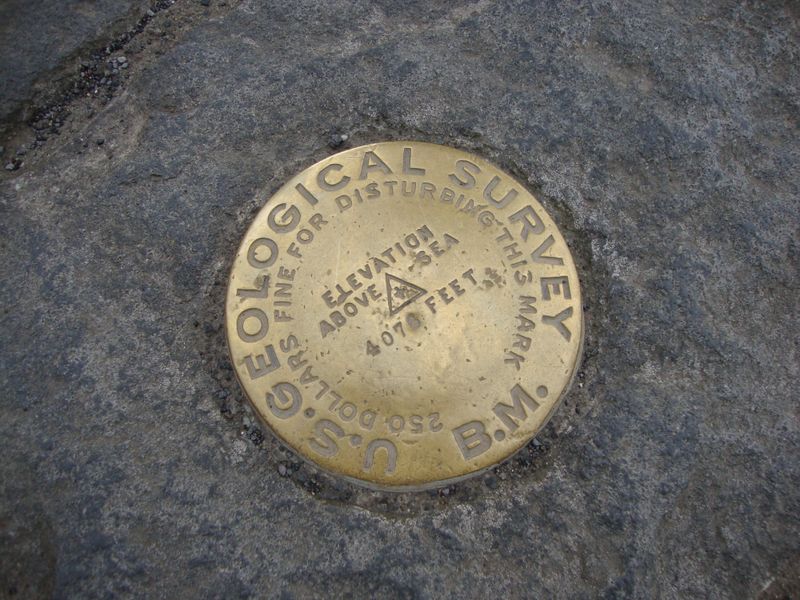 U.S. GEOLOGICAL SURVEY
B.M.
250 DOLLARS FINE FOR DISTURBING THIS MARK
ELEVATION
ABOVE SEA
FEET